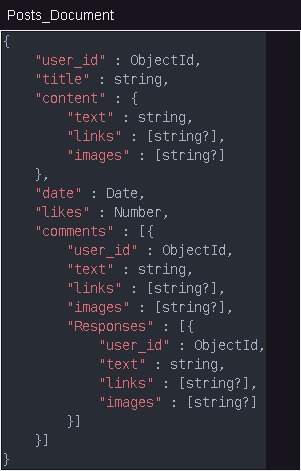 Posts_Document
{
    "user_id" : ObjectId,
    "title" : string,
    "content" : {
        "text" : string,
        "links" : [string?],
        "images" : [string?]
    },
    "date" : Date,
    "likes" : Number,
    "comments" : [{
        "user_id" : ObjectId,
        "text" : string,
        "links" : [string?],
        "images" : [string?],
        "Responses" : [{
            "user_id" : ObjectId,
            "text" : string,
            "links" : [string?],
            "images" : [string?]
        }]
    }]
}